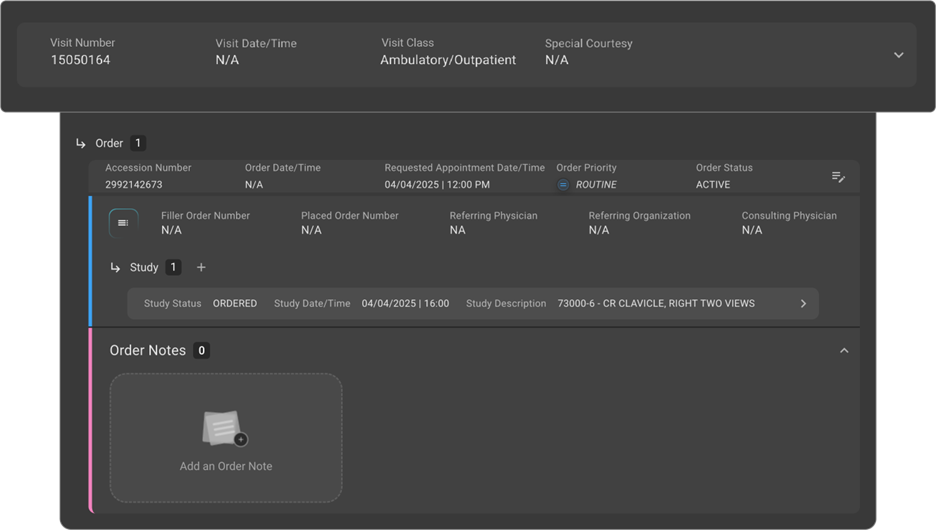 Visit Number Visit Date/Time Visit Class Special Courtesy
15050164 N/A Ambulatory/Outpatient N/A
Order 1
Accession Number Order Date/Time Requested Appointment Date/Time Order Priority Order Status
2992142673 N/A 04/04/2025 | 12:00 PM ROUTINE ACTIVE
Filler Order Number Placed Order Number Referring Physician Referring Organization Consulting Physician
N/A N/A NA N/A N/A
Study 1 +
Study Status ORDERED Study Date/Time 04/04/2025 | 16:00 Study Description 73000-6 - CR CLAVICLE, RIGHT TWO VIEWS
Order Notes 0
Add an Order Note